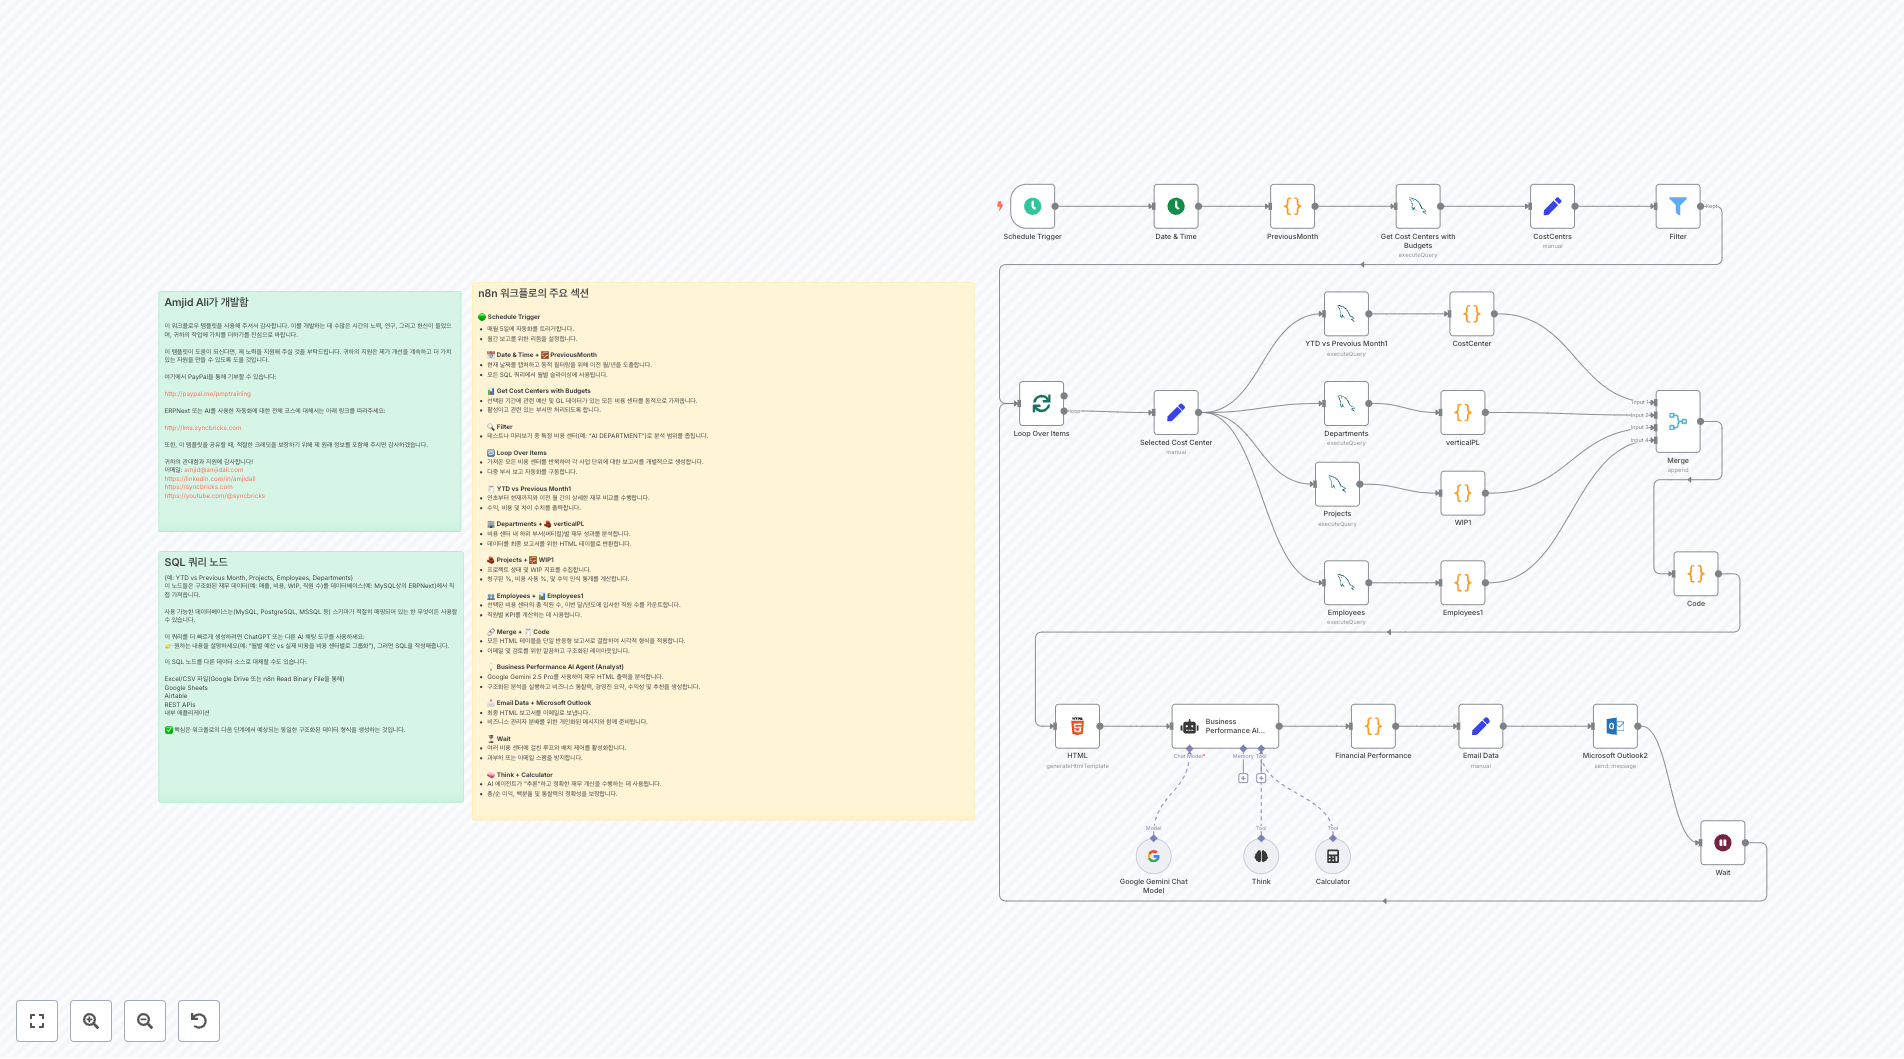 Amjid Ali가 개발함
이 워크플로우 템플릿을 사용해 주셔서 감사합니다. 이를 개발하는 데 수많은 시간의 노력, 연구, 그리고 헌신이 들었으
며, 귀하의 작업에 가치를 더하기를 진심으로 바랍니다.
이 템플릿이 도움이 되신다면, 제 노력을 지원해 주실 것을 부탁드립니다. 귀하의 지원은 제가 개선을 계속하고 더 가치
있는 자원을 만들 수 있도록 도울 것입니다.
여기에서 PayPal을 통해 기부할 수 있습니다:
http://paypal.me/pmptraining
ERPNext 또는 AI를 사용한 자동화에 대한 전체 코스에 대해서는 아래 링크를 따라주세요:
http://lms.syncbricks.com
또한, 이 템플릿을 공유할 때, 적절한 크레딧을 보장하기 위해 제 원래 정보를 포함해 주시면 감사하겠습니다.
귀하의 관대함과 지원에 감사합니다!
이메일: amjid@amjidali.com
https://linkedin.com/in/amjidali
https://syncbricks.com
https://youtube.com/@syncbricks
SQL 쿼리 노드
(예: YTD vs Previous Month, Projects, Employees, Departments)
이 노드들은 구조화된 재무 데이터(예: 매출, 비용, WIP, 직원 수)를 데이터베이스(예: MySQL상의 ERPNext)에서 직
접 가져옵니다.
사용 가능한 데이터베이스는(MySQL, PostgreSQL, MSSQL 등) 스키마가 적절히 매핑되어 있는 한 무엇이든 사용할
수 있습니다.
이 쿼리를 더 빠르게 생성하려면 ChatGPT 또는 다른 AI 채팅 도구를 사용하세요:
👉 원하는 내용을 설명하세요(예: "월별 예산 vs 실제 비용을 비용 센터별로 그룹화"), 그러면 SQL을 작성해줍니다.
이 SQL 노드를 다른 데이터 소스로 대체할 수도 있습니다:
Excel/CSV 파일(Google Drive 또는 n8n Read Binary File을 통해)
Google Sheets
Airtable
REST APIs
내부 애플리케이션
✅ 핵심은 워크플로의 다음 단계에서 예상되는 동일한 구조화된 데이터 형식을 생성하는 것입니다.
n8n 워크플로의 주요 섹션
🟢 Schedule Trigger
매월 5일에 자동화를 트리거합니다.
월간 보고를 위한 리듬을 설정합니다.
📅 Date & Time + 🧱 PreviousMonth
현재 날짜를 캡처하고 동적 필터링을 위해 이전 월/년을 도출합니다.
모든 SQL 쿼리에서 월별 슬라이싱에 사용됩니다.
📊 Get Cost Centers with Budgets
선택된 기간에 관련 예산 및 GL 데이터가 있는 모든 비용 센터를 동적으로 가져옵니다.
활성이고 관련 있는 부서만 처리되도록 합니다.
🔍 Filter
테스트나 미리보기 중 특정 비용 센터(예: "AI DEPARTMENT")로 분석 범위를 좁힙니다.
🔁 Loop Over Items
가져온 모든 비용 센터를 반복하여 각 사업 단위에 대한 보고서를 개별적으로 생성합니다.
다중 부서 보고 자동화를 구동합니다.
🧾 YTD vs Previous Month1
연초부터 현재까지와 이전 월 간의 상세한 재무 비교를 수행합니다.
수익, 비용 및 차이 수치를 출력합니다.
🏢 Departments + verticalPL
비용 센터 내 하위 부서(버티컬)별 재무 성과를 분석합니다.
데이터를 최종 보고서를 위한 HTML 테이블로 변환합니다.
Projects + 🧱 WIP1
프로젝트 상태 및 WIP 지표를 수집합니다.
청구된 %, 비용 사용 %, 및 수익 인식 통계를 계산합니다.
👥 Employees + 📊 Employees1
선택된 비용 센터의 총 직원 수, 이번 달/년도에 입사한 직원 수를 카운트합니다.
직원별 KPI를 계산하는 데 사용됩니다.
🔗 Merge + 🧾 Code
모든 HTML 테이블을 단일 반응형 보고서로 결합하여 시각적 형식을 적용합니다.
이메일 및 검토를 위한 깔끔하고 구조화된 레이아웃입니다.
💡 Business Performance AI Agent (Analyst)
Google Gemini 2.5 Pro를 사용하여 재무 HTML 출력을 분석합니다.
구조화된 분석을 실행하고 비즈니스 통찰력, 경영진 요약, 수익성 및 추천을 생성합니다.
📩 Email Data + Microsoft Outlook
최종 HTML 보고서를 이메일로 보냅니다.
비즈니스 관리자 분배를 위한 개인화된 메시지와 함께 준비됩니다.
⏳ Wait
여러 비용 센터에 걸친 루프와 배치 제어를 활성화합니다.
과부하 또는 이메일 스팸을 방지합니다.
🧠 Think + Calculator
AI 에이전트가 "추론"하고 정확한 재무 계산을 수행하는 데 사용됩니다.
총/순 이익, 백분율 및 통찰력의 정확성을 보장합니다.
Schedule Trigger
Date & Time
PreviousMonth
Get Cost Centers with
Budgets
executeQuery
CostCentrs
manual
Filter
Kept
YTD vs Prevoius Month1
executeQuery
CostCenter
Loop Over Items
loop
Selected Cost Center
manual
Departments
executeQuery
verticalPL
Input 1
Input 2
Input 3
Input 4
Merge
append
Projects
executeQuery
WIP1
Employees
executeQuery
Employees1
Code
HTML
generateHtmlTemplate
Business
Performance AI...
Chat Model*
Memory
Tool
Financial Performance
Email Data
manual
Microsoft Outlook2
send: message
Model
Tool
Tool
Google Gemini Chat
Model
Think
Calculator
Wait